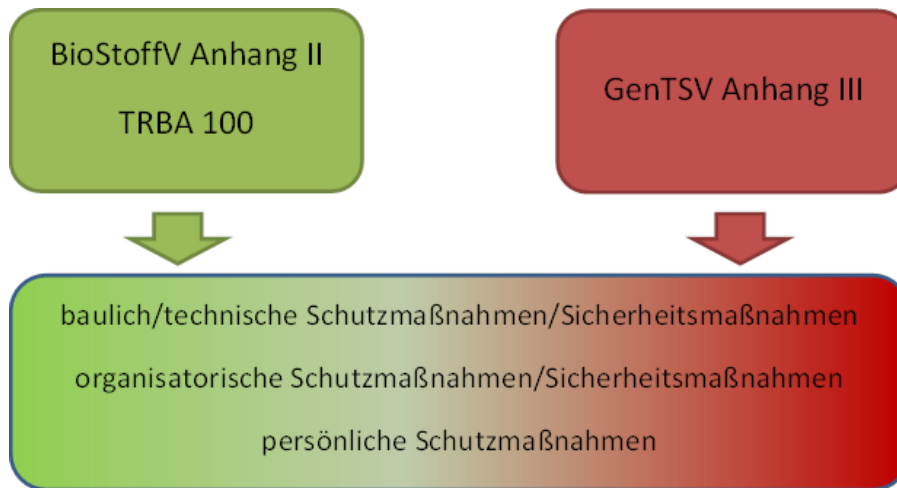 BioStoffV Anhang II
TRBA 100
GenTSV Anhang III
baulich/technische Schutzmaßnahmen/Sicherheitsmaßnahmen
organisatorische Schutzmaßnahmen/Sicherheitsmaßnahmen
persönliche Schutzmaßnahmen